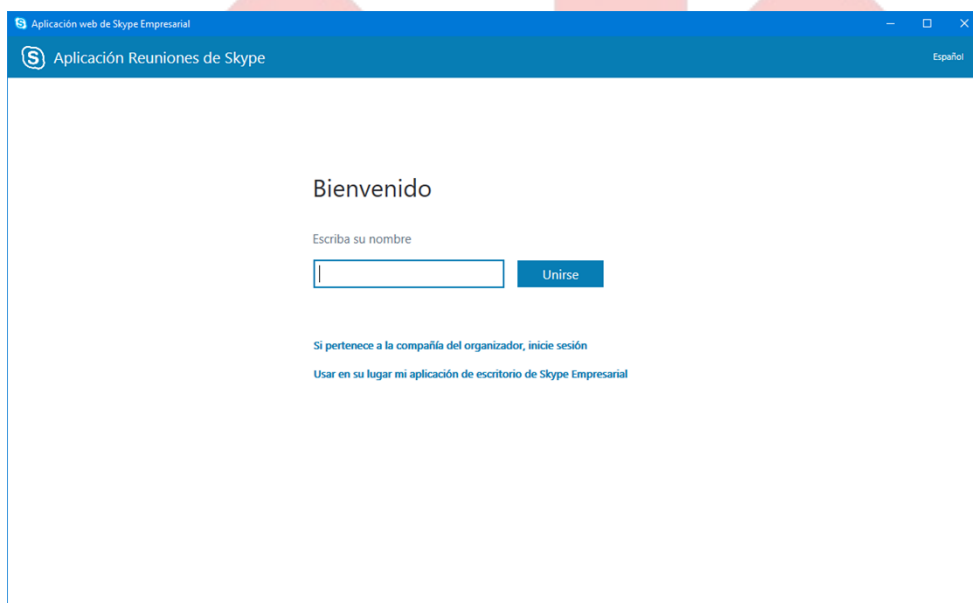 Aplicación web de Skype Empresarial
Aplicación Reuniones de Skype
Español
Bienvenido
Escriba su nombre
Unirse
Si pertenece a la compañía del organizador, inicie sesión
Usar en su lugar mi aplicación de escritorio de Skype Empresarial